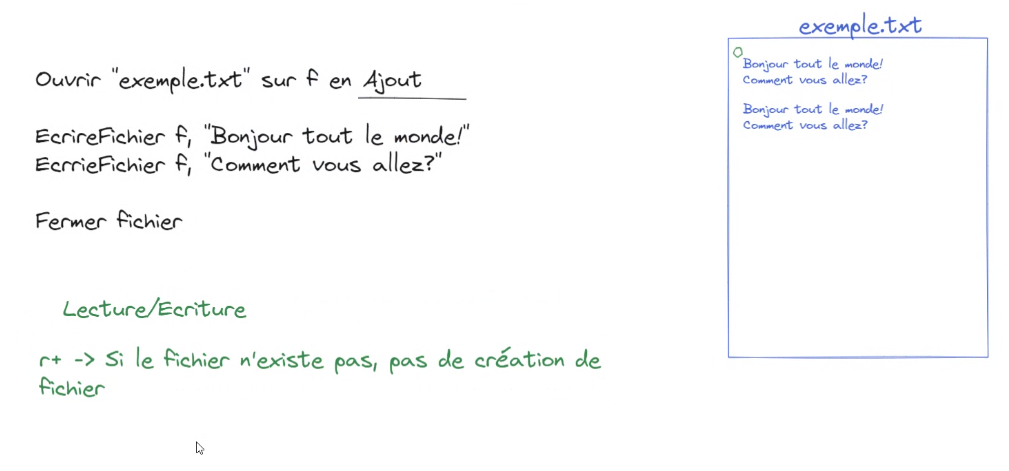 exemple.txt
Ouvrir "exemple.txt" sur f en Ajout
EcrireFichier f, "Bonjour tout le monde!"
EcrrieFichier f, "Comment vous allez?"
Fermer fichier
Bonjour tout le monde!
Comment vous allez?
Bonjour tout le monde!
Comment vous allez?
Lecture/Ecriture
r+ -> Si le fichier n'existe pas, pas de création de
fichier